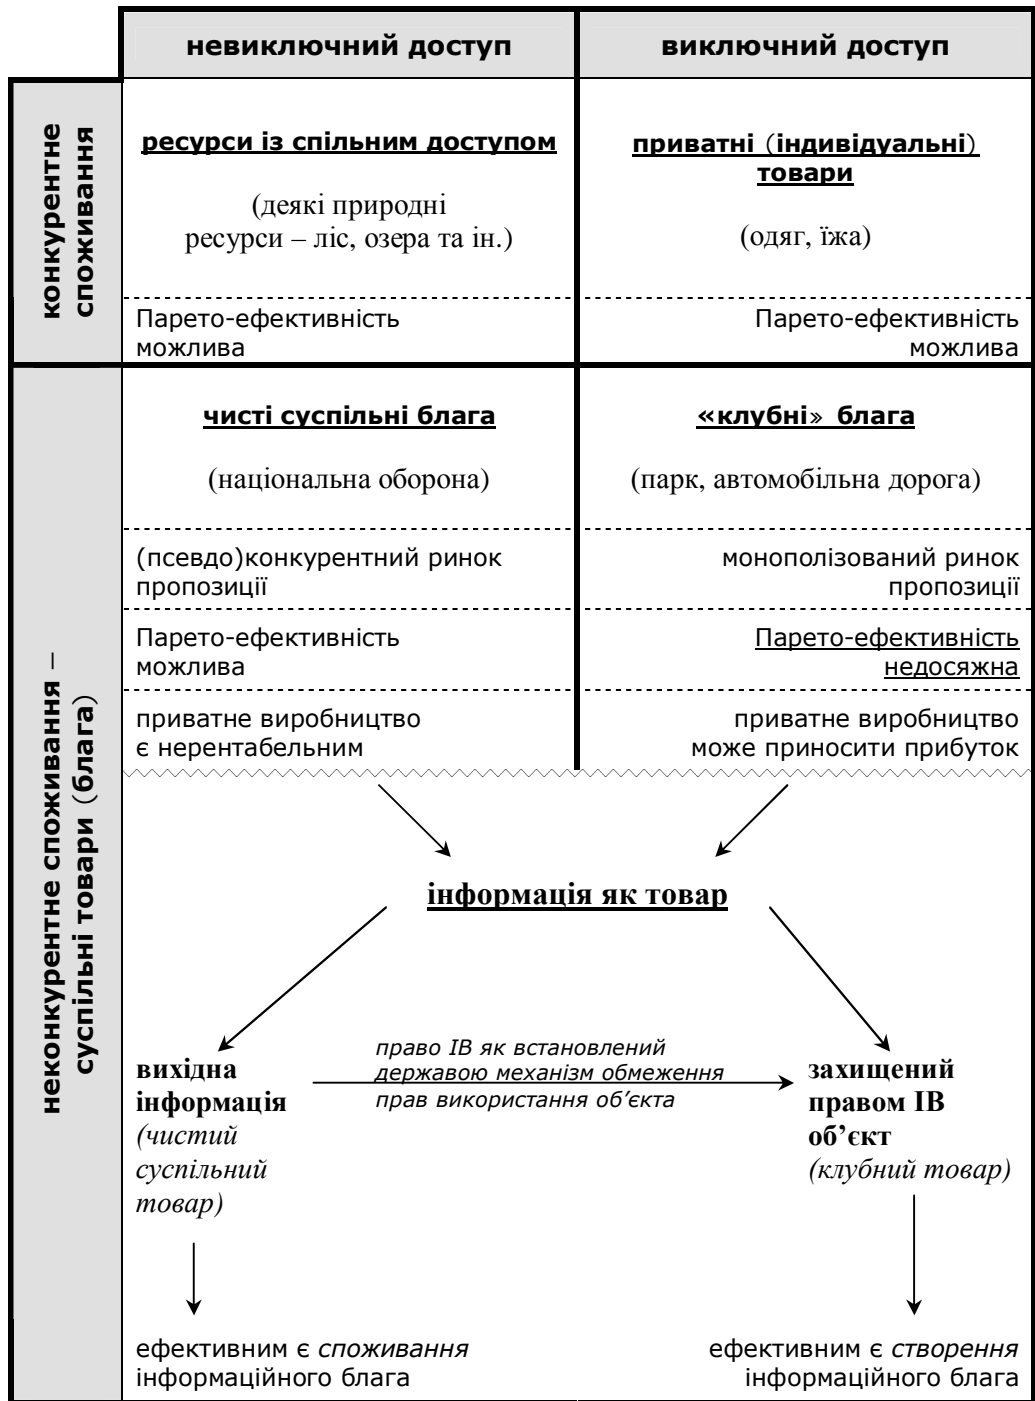 невиключний доступ
виключний доступ
конкурентне
споживання
ресурси із спільним доступом
(деякі природні
ресурси – ліс, озера та ін.)
приватні (індивідуальні)
товари
(одяг, їжа)
Парето-ефективність
можлива
Парето-ефективність
можлива
неконкурентне споживання –
суспільні товари (блага)
чисті суспільні блага
(національна оборона)
«клубні» блага
(парк, автомобільна дорога)
(псевдо)конкурентний ринок
пропозиції
монополізований ринок
пропозиції
Парето-ефективність
можлива
Парето-ефективність
недосяжна
приватне виробництво
є нерентабельним
приватне виробництво
може приносити прибуток
інформація як товар
вихідна
інформація
(чистий
суспільний
товар)
право ІВ як встановлений
державою механізм обмеження
прав використання об’єкта
захищений
правом ІВ
об’єкт
(клубний товар)
ефективним є споживання
інформаційного блага
ефективним є створення
інформаційного блага